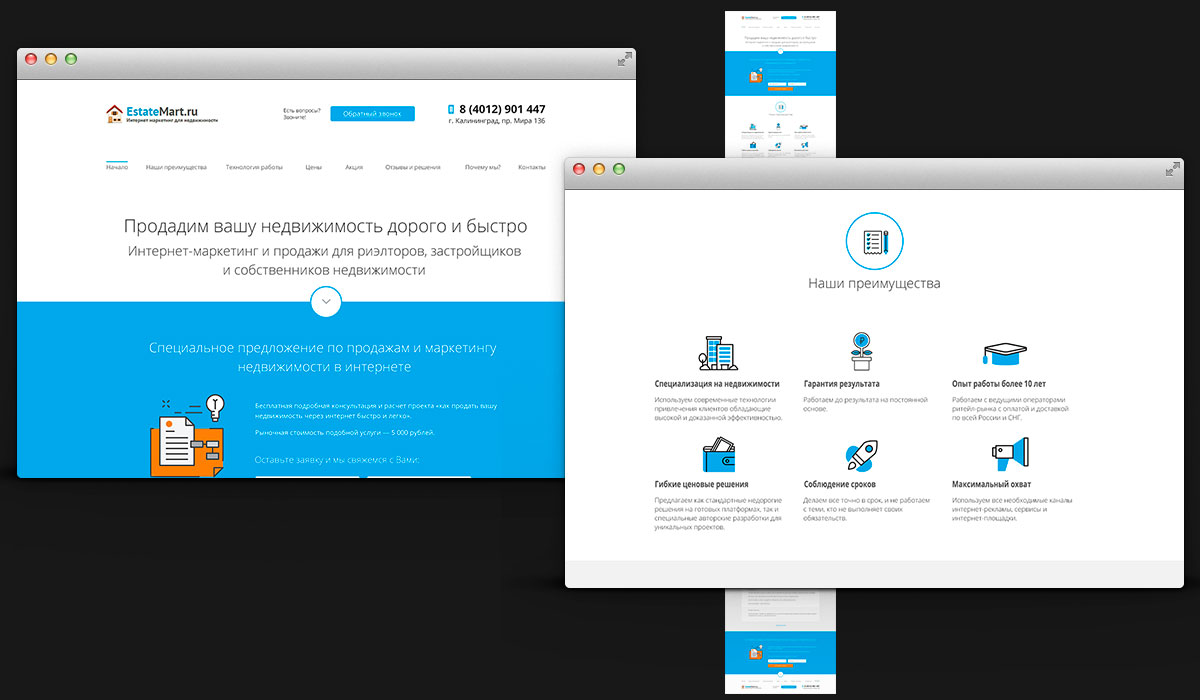 EstateMart.ru
Интернет маркетинг для недвижимости
Есть вопросы?
Звоните!
Обратный звонок
8 (4012) 901 447
г. Калининград, пр. Мира 136
Начало
Наши преимущества
Технология работы
Цены
Акция
Отзывы и решения
Почему мы?
Контакты
Продадим вашу недвижимость дорого и быстро
Интернет-маркетинг и продажи для риэлторов, застройщиков
и собственников недвижимости
Специальное предложение по продажам и маркетингу
недвижимости в интернете
Бесплатная подробная консультация и расчет проекта «как продать вашу
недвижимость через интернет быстро и легко».
Рыночная стоимость подобной услуги — 5 000 рублей.
Оставьте заявку и мы свяжемся с Вами:
Наши преимущества
Специализация на недвижимости
Используем современные технологии
привлечения клиентов обладающие
высокой и доказанной эффективностью.
Гарантия результата
Работаем до результата на постоянной
основе.
Опыт работы более 10 лет
Работаем с ведущими операторами
ритейл-рынка с оплатой и доставкой
по всей России и СНГ.
Гибкие ценовые решения
Предлагаем как стандартные недорогие
решения на готовых платформах, так и
специальные авторские разработки для
уникальных проектов.
Соблюдение сроков
Делаем все точно в срок, и не работаем
с теми, кто не выполняет своих
обязательств.
Максимальный охват
Используем все необходимые каналы
интернет-рекламы, сервисы и
интернет-площадки.